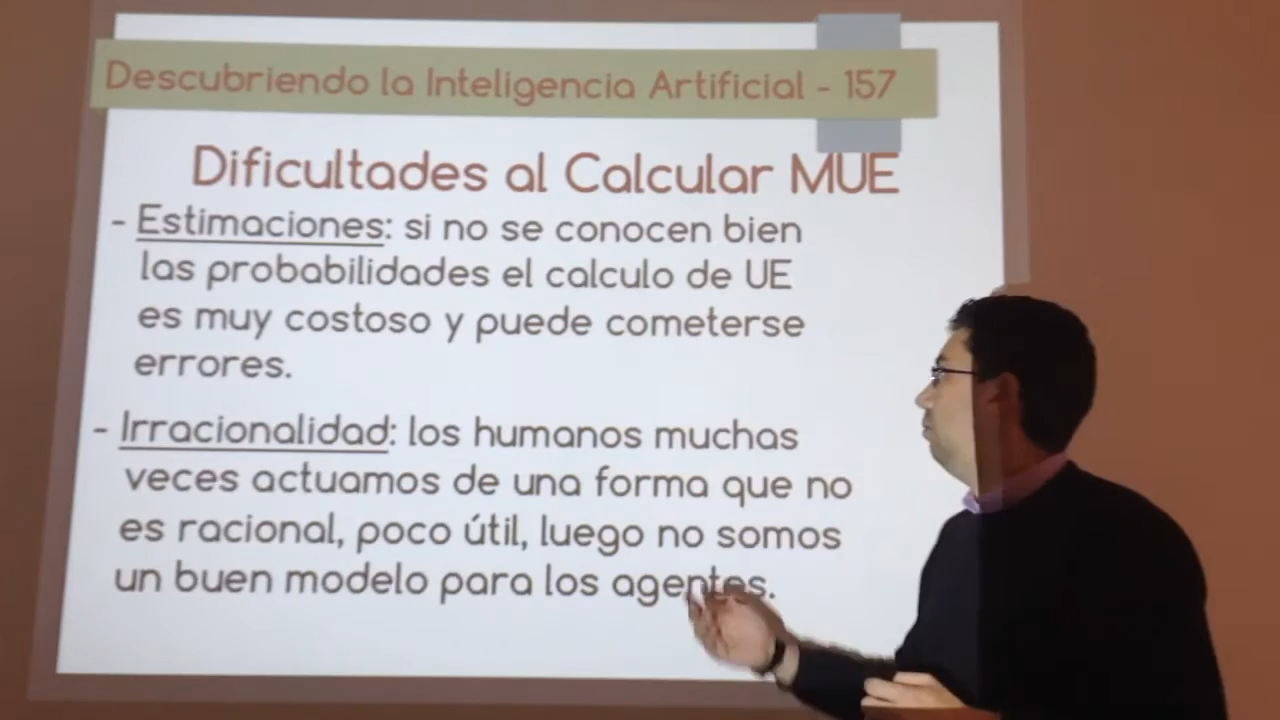 Descubriendo la Inteligencia Artificial - 157
Dificultades al Calcular MUE
- Estimaciones: si no se conocen bien
las probabilidades el calculo de UE
es muy costoso y puede cometerse
errores.
- Irracionalidad: los humanos muchas
veces actuamos de una forma que no
es racional, poco útil, luego no somos
un buen modelo para los agentes.